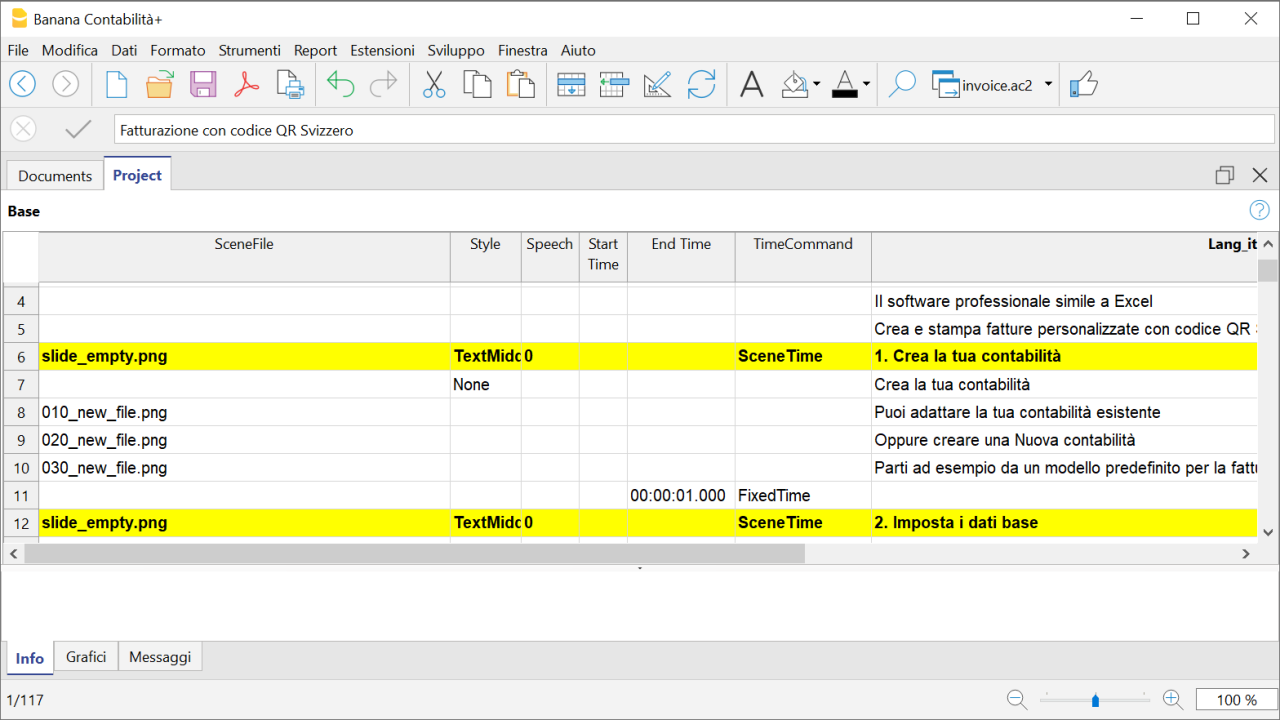 Banana Contabilità+
File Modifica Dati Formato Strumenti Report Estensioni Sviluppo Finestra Aiuto
invoice.ac2
Fatturazione con codice QR Svizzero
Documents Project
Base
SceneFile Style Speech Start Time End Time TimeCommand Lang_it
4 Il software professionale simile a Excel
5 Crea e stampa fatture personalizzate con codice QR
6 slide_empty.png TextMidc 0 SceneTime 1. Crea la tua contabilità
7 None Crea la tua contabilità
8 010_new_file.png Puoi adattare la tua contabilità esistente
9 020_new_file.png Oppure creare una Nuova contabilità
10 030_new_file.png Parti ad esempio da un modello predefinito per la fattu
11 00:00:01.000 FixedTime
12 slide_empty.png TextMidc 0 SceneTime 2. Imposta i dati base
Info Grafici Messaggi
1/117 100 %